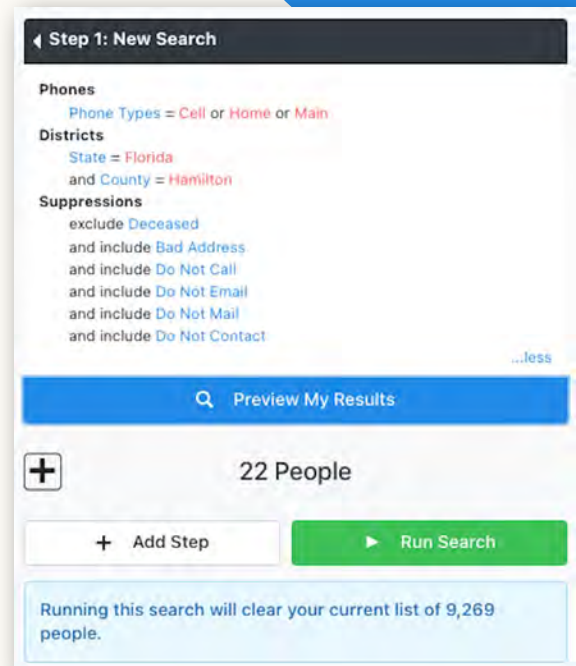 Step 1: New Search
Phones
Phone Types = Cell or Home or Main
Districts
State = Florida
and County = Hamilton
Suppressions
exclude Deceased
and include Bad Address
and include Do Not Call
and include Do Not Email
and include Do Not Mail
and include Do Not Contact
...less
Preview My Results
22 People
+ Add Step
Run Search
Running this search will clear your current list of 9,269
people.